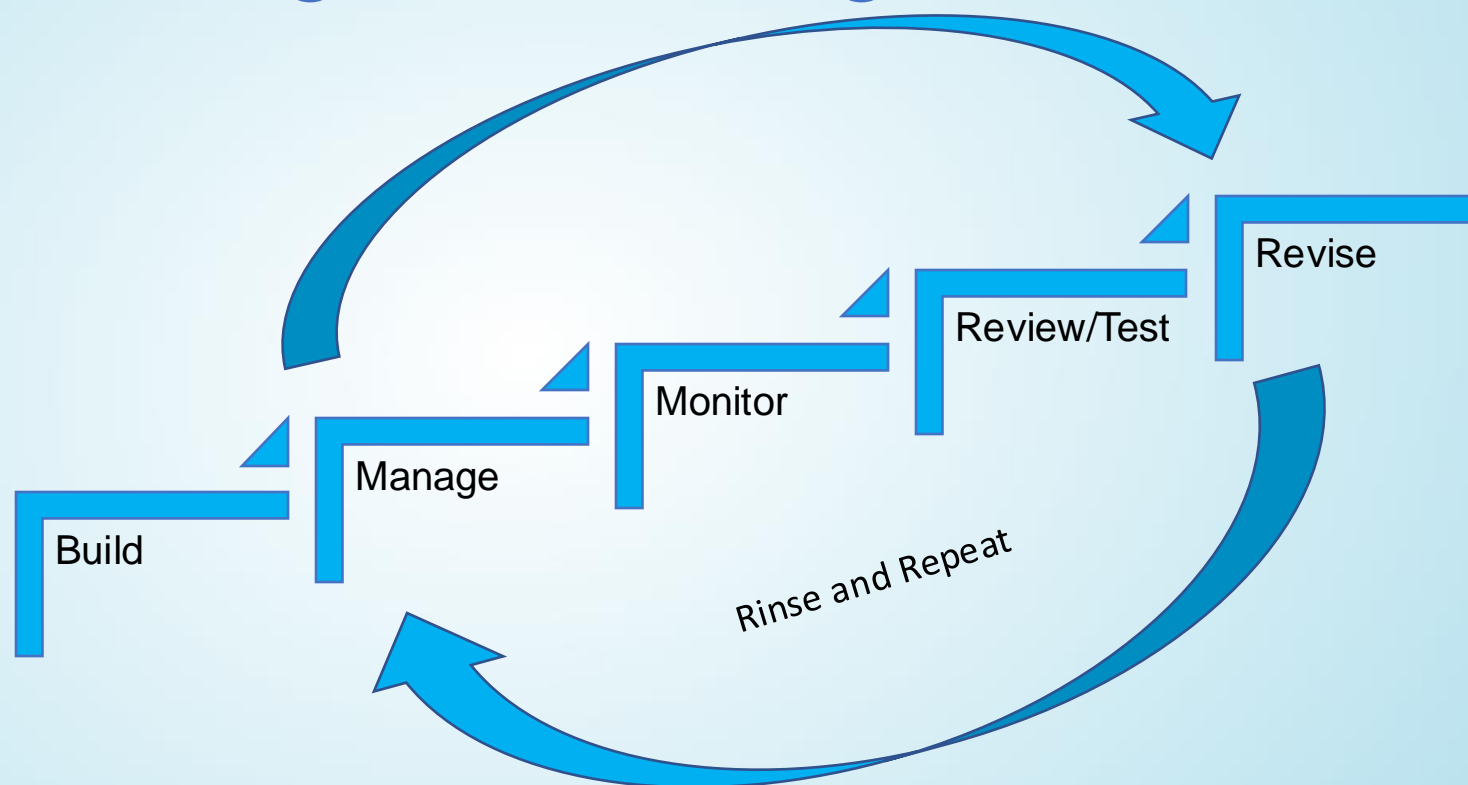 Build
Manage
Monitor
Review/Test
Revise
Rinse and Repeat